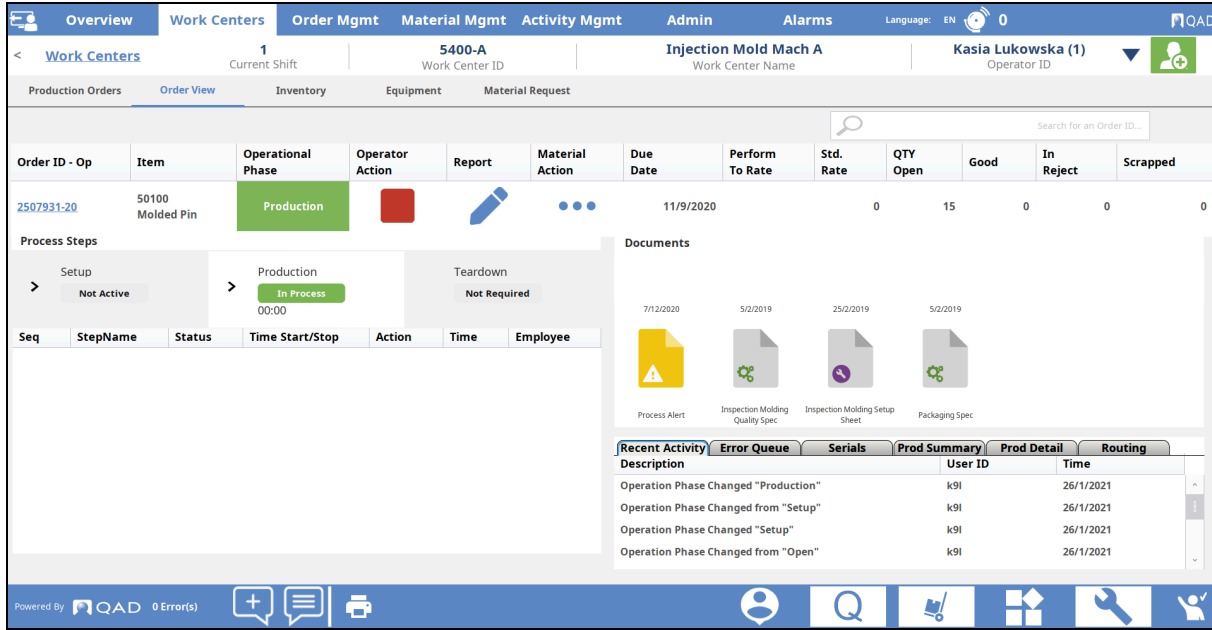 Overview Work Centers Order Mgmt Material Mgmt Activity Mgmt Admin Alarms Language: EN 0 QAD
< Work Centers 1 5400-A Injection Mold Mach A Kasia Lukowska (1)
Current Shift Work Center ID Work Center Name Operator ID
Production Orders Order View Inventory Equipment Material Request
Search for an Order ID...
Order ID - Op Item Operational Phase Operator Action Report Material Action Due Date Perform To Rate Std. Rate QTY Open Good In Reject Scrapped
2507931-20 50100 Molded Pin Production 11/9/2020 0 15 0 0 0
Process Steps
Setup Production Teardown
Not Active In Process Not Required
00:00
Seq StepName Status Time Start/Stop Action Time Employee
Documents
7/12/2020 5/2/2019 25/2/2019 5/2/2019
Process Alert Inspection Molding Quality Spec Inspection Molding Setup Sheet Packaging Spec
Recent Activity Error Queue Serials Prod Summary Prod Detail Routing
Description User ID Time
Operation Phase Changed "Production" k9l 26/1/2021
Operation Phase Changed from "Setup" k9l 26/1/2021
Operation Phase Changed "Setup" k9l 26/1/2021
Operation Phase Changed from "Open" k9l 26/1/2021
Powered By QAD 0 Error(s) Q